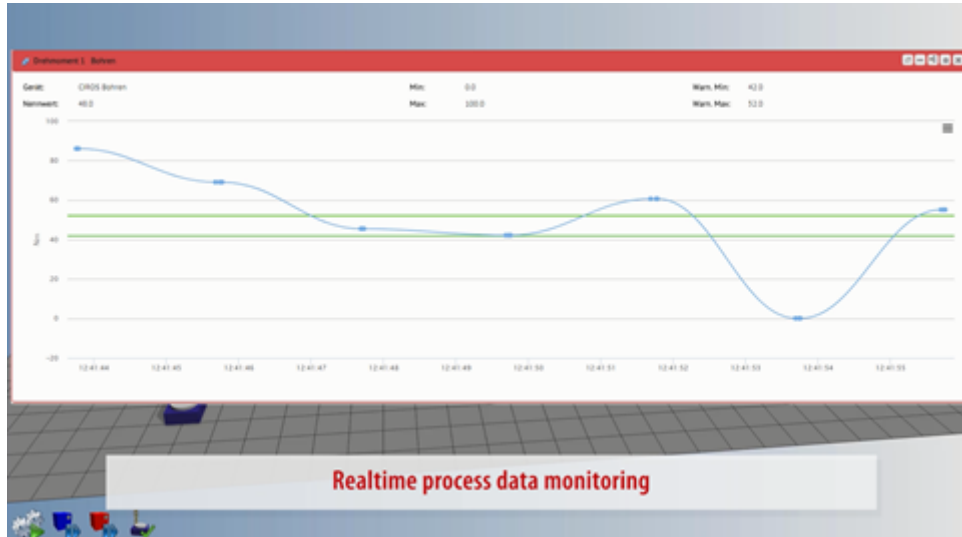 Drehmoment 1 Bohren
Gerät: CIROS Bohren Min: 0.0 Warn. Min: 42.0
Nennwert: 48.0 Max: 100.0 Warn. Max: 52.0
100
80
60
40
20
0
-20
Nm
12:41:44 12:41:45 12:41:46 12:41:47 12:41:48 12:41:49 12:41:50 12:41:51 12:41:52 12:41:53 12:41:54 12:41:55
Realtime process data monitoring